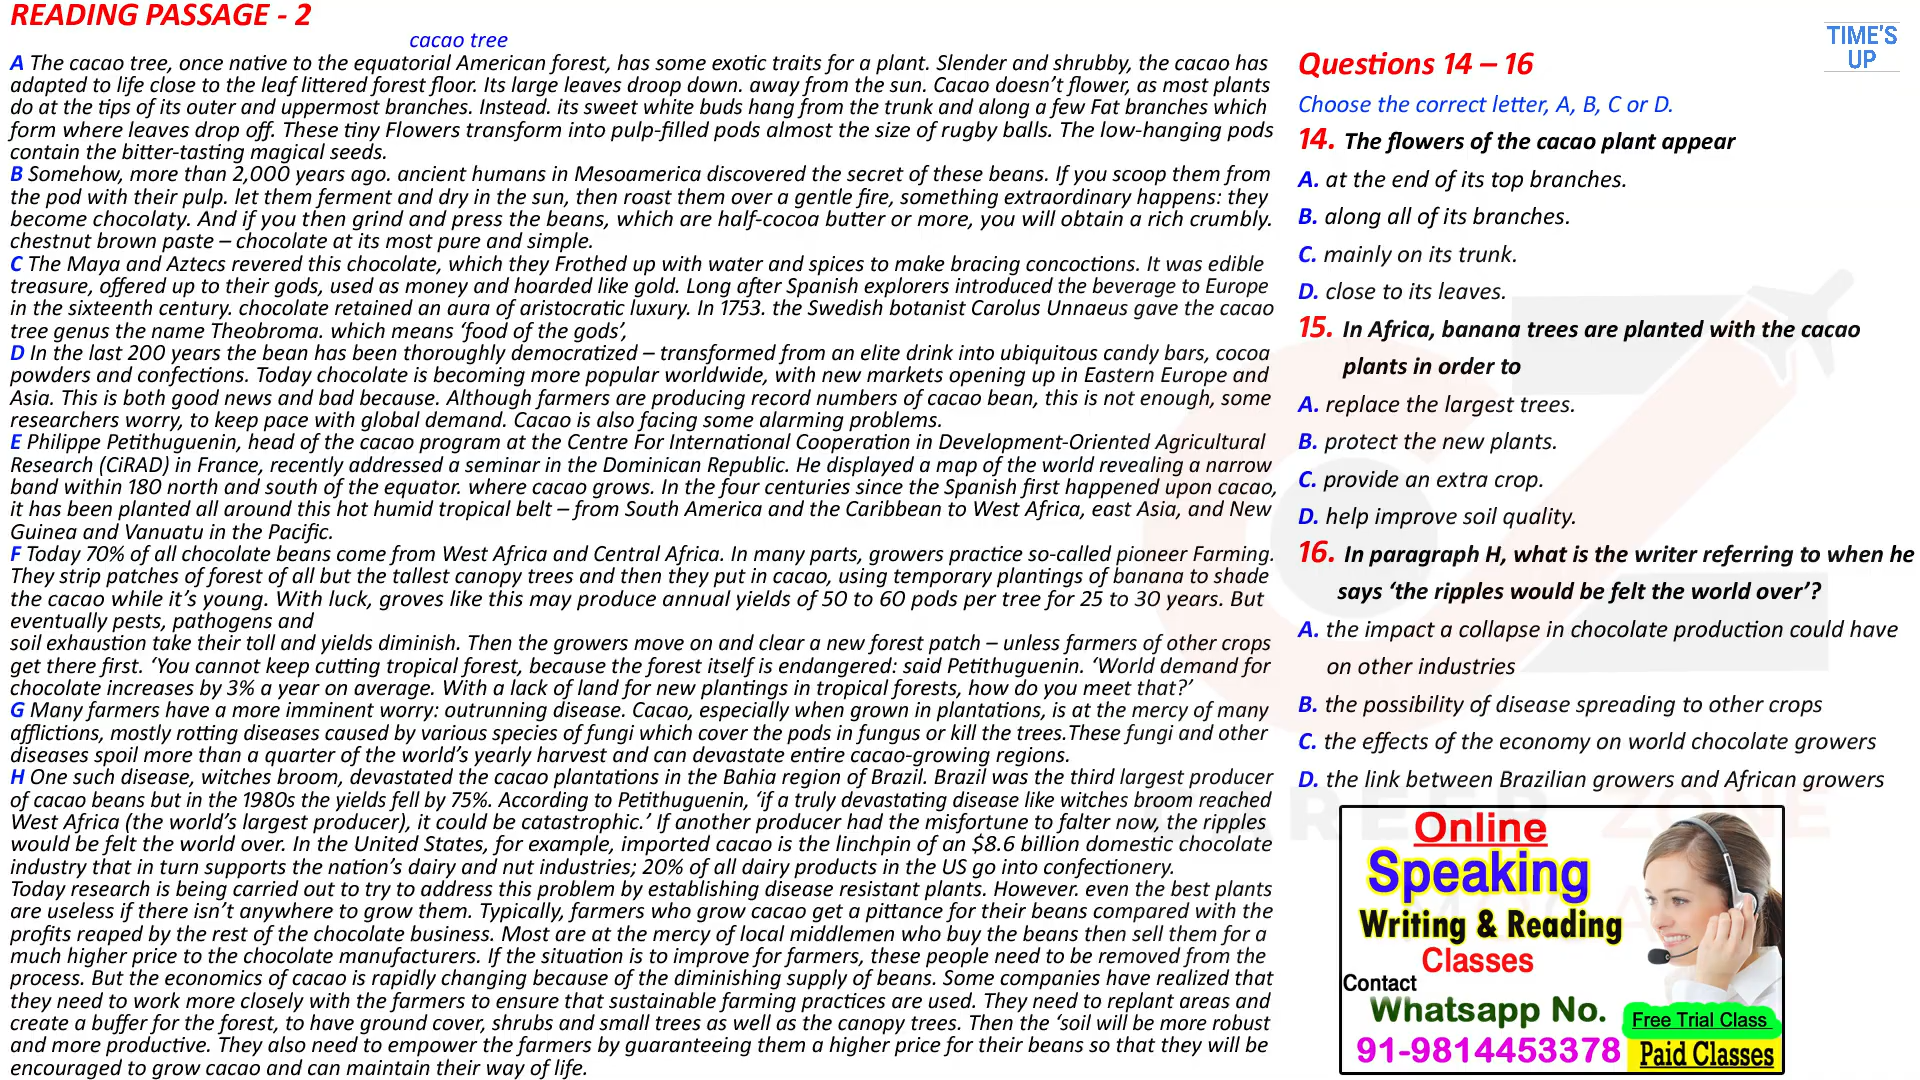 READING PASSAGE - 2
cacao tree
A The cacao tree, once native to the equatorial American forest, has some exotic traits for a plant. Slender and shrubby, the cacao has
adapted to life close to the leaf littered forest floor. Its large leaves droop down. away from the sun. Cacao doesn't flower, as most plants
do at the tips of its outer and uppermost branches. Instead. its sweet white buds hang from the trunk and along a few Fat branches which
form where leaves drop off. These tiny Flowers transform into pulp-filled pods almost the size of rugby balls. The low-hanging pods
contain the bitter-tasting magical seeds.
B Somehow, more than 2,000 years ago. ancient humans in Mesoamerica discovered the secret of these beans. If you scoop them from
the pod with their pulp. let them ferment and dry in the sun, then roast them over a gentle fire, something extraordinary happens: they
become chocolaty. And if you then grind and press the beans, which are half-cocoa butter or more, you will obtain a rich crumbly.
chestnut brown paste – chocolate at its most pure and simple.
C The Maya and Aztecs revered this chocolate, which they Frothed up with water and spices to make bracing concoctions. It was edible
treasure, offered up to their gods, used as money and hoarded like gold. Long after Spanish explorers introduced the beverage to Europe
in the sixteenth century. chocolate retained an aura of aristocratic luxury. In 1753. the Swedish botanist Carolus Unnaeus gave the cacao
tree genus the name Theobroma. which means 'food of the gods',
D In the last 200 years the bean has been thoroughly democratized – transformed from an elite drink into ubiquitous candy bars, cocoa
powders and confections. Today chocolate is becoming more popular worldwide, with new markets opening up in Eastern Europe and
Asia. This is both good news and bad because. Although farmers are producing record numbers of cacao bean, this is not enough, some
researchers worry, to keep pace with global demand. Cacao is also facing some alarming problems.
E Philippe Petithuguenin, head of the cacao program at the Centre For International Cooperation in Development-Oriented Agricultural
Research (CiRAD) in France, recently addressed a seminar in the Dominican Republic. He displayed a map of the world revealing a narrow
band within 180 north and south of the equator. where cacao grows. In the four centuries since the Spanish first happened upon cacao,
it has been planted all around this hot humid tropical belt – from South America and the Caribbean to West Africa, east Asia, and New
Guinea and Vanuatu in the Pacific.
F Today 70% of all chocolate beans come from West Africa and Central Africa. In many parts, growers practice so-called pioneer Farming.
They strip patches of forest of all but the tallest canopy trees and then they put in cacao, using temporary plantings of banana to shade
the cacao while it's young. With luck, groves like this may produce annual yields of 50 to 60 pods per tree for 25 to 30 years. But
eventually pests, pathogens and
soil exhaustion take their toll and yields diminish. Then the growers move on and clear a new forest patch – unless farmers of other crops
get there first. 'You cannot keep cutting tropical forest, because the forest itself is endangered: said Petithuguenin. 'World demand for
chocolate increases by 3% a year on average. With a lack of land for new plantings in tropical forests, how do you meet that?'
G Many farmers have a more imminent worry: outrunning disease. Cacao, especially when grown in plantations, is at the mercy of many
afflictions, mostly rotting diseases caused by various species of fungi which cover the pods in fungus or kill the trees.These fungi and other
diseases spoil more than a quarter of the world's yearly harvest and can devastate entire cacao-growing regions.
H One such disease, witches broom, devastated the cacao plantations in the Bahia region of Brazil. Brazil was the third largest producer
of cacao beans but in the 1980s the yields fell by 75%. According to Petithuguenin, 'if a truly devastating disease like witches broom reached
West Africa (the world's largest producer), it could be catastrophic.' If another producer had the misfortune to falter now, the ripples
would be felt the world over. In the United States, for example, imported cacao is the linchpin of an $8.6 billion domestic chocolate
industry that in turn supports the nation's dairy and nut industries; 20% of all dairy products in the US go into confectionery.
Today research is being carried out to try to address this problem by establishing disease resistant plants. However. even the best plants
are useless if there isn't anywhere to grow them. Typically, farmers who grow cacao get a pittance for their beans compared with the
profits reaped by the rest of the chocolate business. Most are at the mercy of local middlemen who buy the beans then sell them for a
much higher price to the chocolate manufacturers. If the situation is to improve for farmers, these people need to be removed from the
process. But the economics of cacao is rapidly changing because of the diminishing supply of beans. Some companies have realized that
they need to work more closely with the farmers to ensure that sustainable farming practices are used. They need to replant areas and
create a buffer for the forest, to have ground cover, shrubs and small trees as well as the canopy trees. Then the 'soil will be more robust
and more productive. They also need to empower the farmers by guaranteeing them a higher price for their beans so that they will be
encouraged to grow cacao and can maintain their way of life.
TIME'S
UP
Questions 14 – 16
Choose the correct letter, A, B, C or D.
14. The flowers of the cacao plant appear
A. at the end of its top branches.
B. along all of its branches.
C. mainly on its trunk.
D. close to its leaves.
15. In Africa, banana trees are planted with the cacao
plants in order to
A. replace the largest trees.
B. protect the new plants.
C. provide an extra crop.
D. help improve soil quality.
16. In paragraph H, what is the writer referring to when he
says 'the ripples would be felt the world over'?
A. the impact a collapse in chocolate production could have
on other industries
B. the possibility of disease spreading to other crops
C. the effects of the economy on world chocolate growers
D. the link between Brazilian growers and African growers
CAREER ZONE
Online
Speaking
Writing & Reading
Classes
Contact
Whatsapp No.
91-9814453378
Free Trial Class
Paid Classes